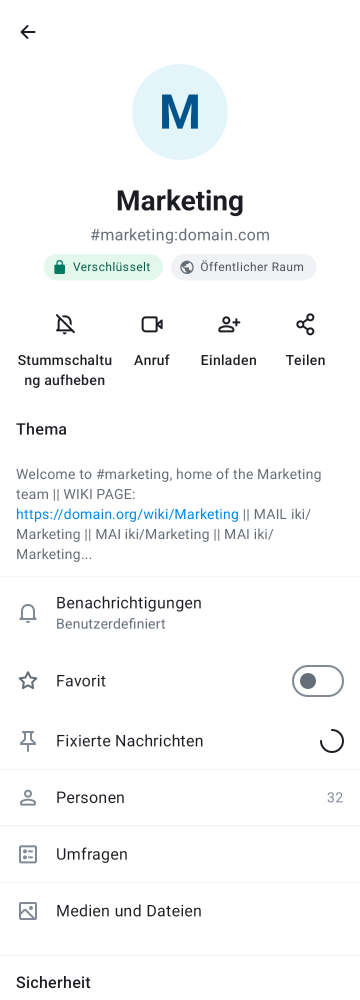 M
Marketing
#marketing:domain.com
Verschlüsselt
Öffentlicher Raum
Stummschaltu
ng aufheben
Anruf
Einladen
Teilen
Thema
Welcome to #marketing, home of the Marketing
team || WIKI PAGE:
https://domain.org/wiki/Marketing || MAIL iki/
Marketing || MAI iki/Marketing || MAI iki/
Marketing...
Benachrichtigungen
Benutzerdefiniert
Favorit
Fixierte Nachrichten
Personen
32
Umfragen
Medien und Dateien
Sicherheit